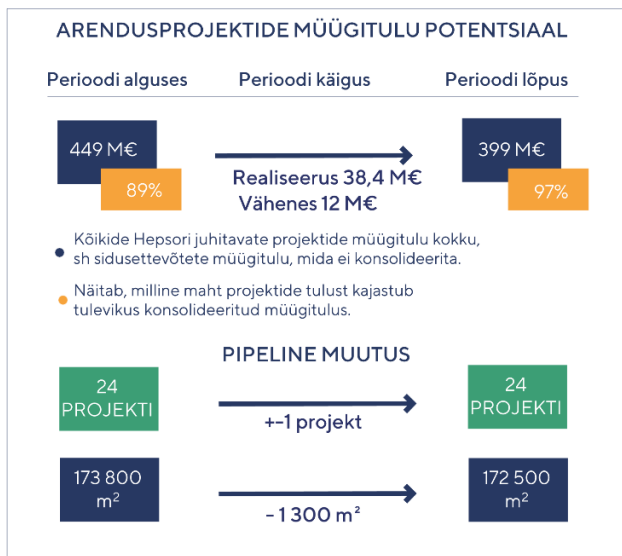 ARENDUSPROJEKTIDE MÜÜGITULU POTENTSIAAL
Perioodi alguses Perioodi käigus Perioodi lõpus
449 M€
89%
Realiseerus 38,4 M€
Vähenes 12 M€
399 M€
97%
Kõikide Hepsori juhitavate projektide müügitulu kokku,
sh sidusettevõtete müügitulu, mida ei konsolideerita.
Näitab, milline maht projektide tulust kajastub
tulevikus konsolideeritud müügitulus.
PIPELINE MUUTUS
24
PROJEKTI
+-1 projekt
24
PROJEKTI
173 800
m²
- 1 300 m²
172 500
m²